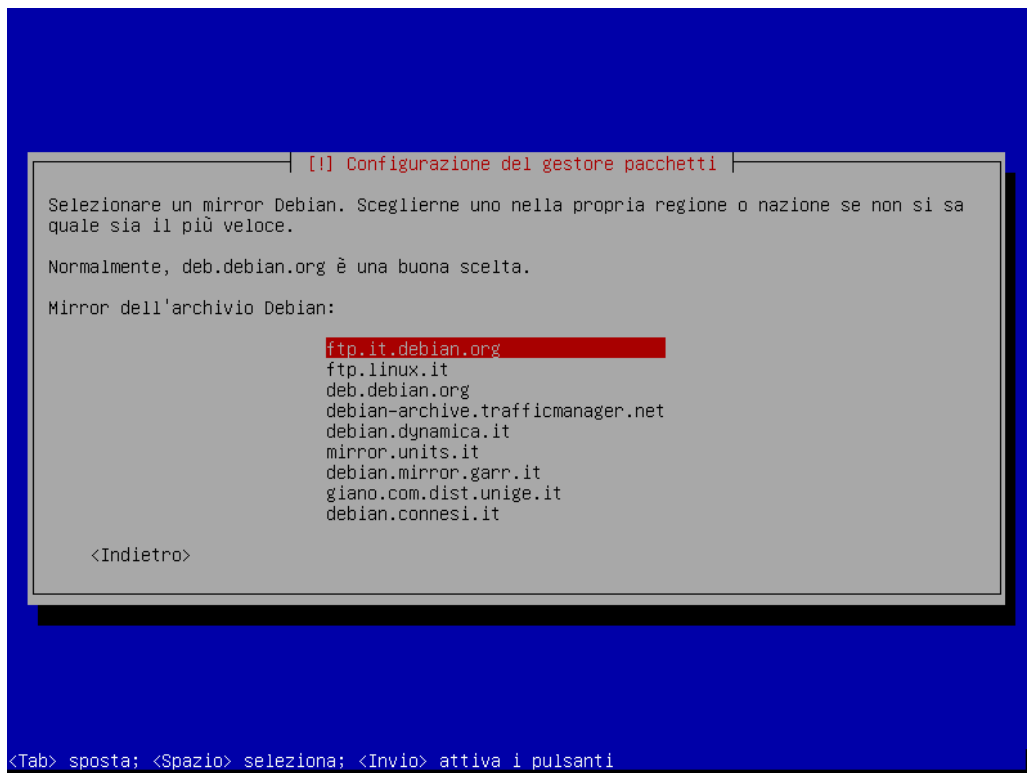 [!] Configurazione del gestore pacchetti
Selezionare un mirror Debian. Sceglierne uno nella propria regione o nazione se non si sa
quale sia il più veloce.
Normalmente, deb.debian.org è una buona scelta.
Mirror dell'archivio Debian:
ftp.it.debian.org
ftp.linux.it
deb.debian.org
debian-archive.trafficmanager.net
debian.dynamica.it
mirror.units.it
debian.mirror.garr.it
giano.com.dist.unige.it
debian.connesi.it
<Indietro>
<Tab> sposta; <Spazio> seleziona; <Invio> attiva i pulsanti